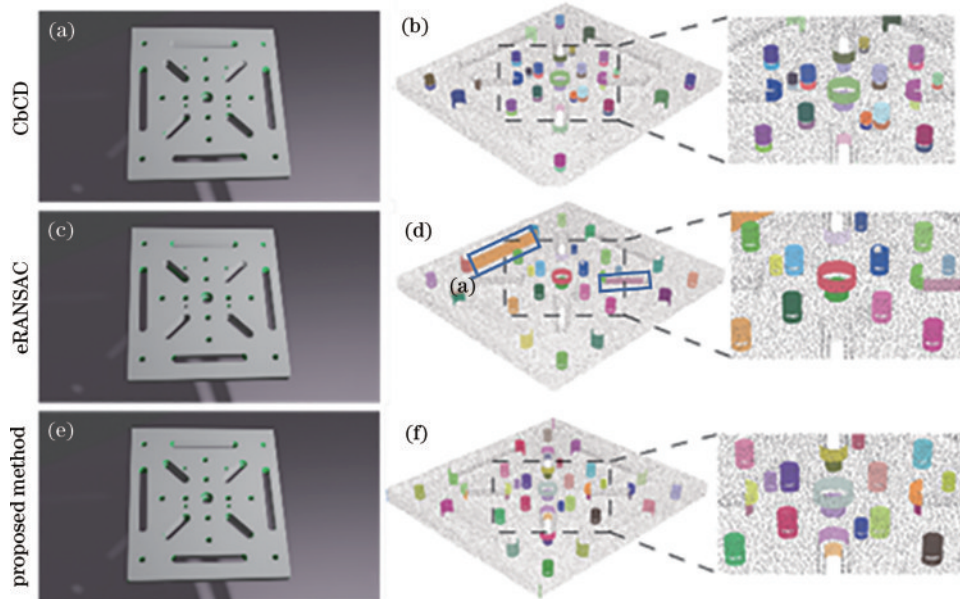 CbCD
(a)
(b)
eRANSAC
(c)
(d)
(a)
proposed method
(e)
(f)